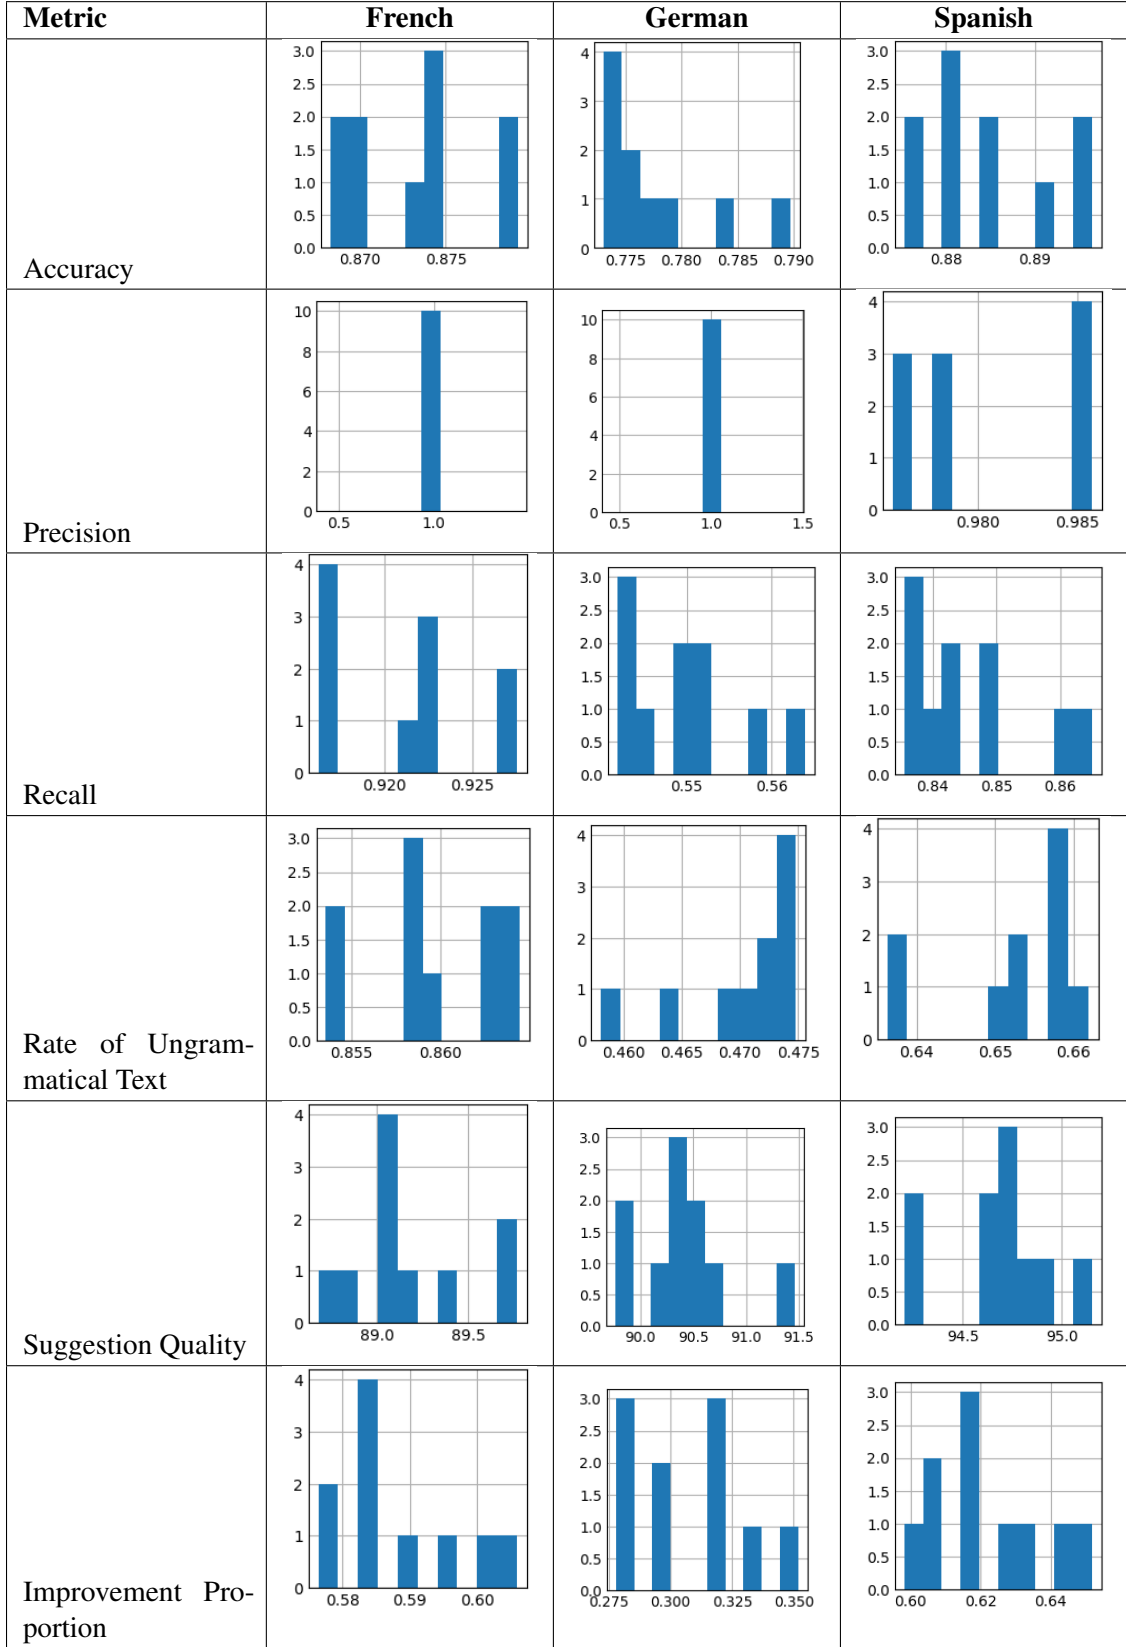 Metric French German Spanish
3.0 2.5 2.0 1.5 1.0 0.5 0.0
0.870 0.875
4 3 2 1 0
0.775 0.780 0.785 0.790
3.0 2.5 2.0 1.5 1.0 0.5 0.0
0.88 0.89
Accuracy
10 8 6 4 2 0
0.5 1.0
10 8 6 4 2 0
0.5 1.0 1.5
4 3 2 1 0
0.980 0.985
Precision
4 3 2 1 0
0.920 0.925
3.0 2.5 2.0 1.5 1.0 0.5 0.0
0.55 0.56
3.0 2.5 2.0 1.5 1.0 0.5 0.0
0.84 0.85 0.86
Recall
3.0 2.5 2.0 1.5 1.0 0.5 0.0
0.855 0.860
4 3 2 1 0
0.460 0.465 0.470 0.475
4 3 2 1 0
0.64 0.65 0.66
Rate of Ungram-
matical Text
4 3 2 1 0
89.0 89.5
3.0 2.5 2.0 1.5 1.0 0.5 0.0
90.0 90.5 91.0 91.5
3.0 2.5 2.0 1.5 1.0 0.5 0.0
94.5 95.0
Suggestion Quality
4 3 2 1 0
0.58 0.59 0.60
3.0 2.5 2.0 1.5 1.0 0.5 0.0
0.275 0.300 0.325 0.350
3.0 2.5 2.0 1.5 1.0 0.5 0.0
0.60 0.62 0.64
Improvement Pro-
portion